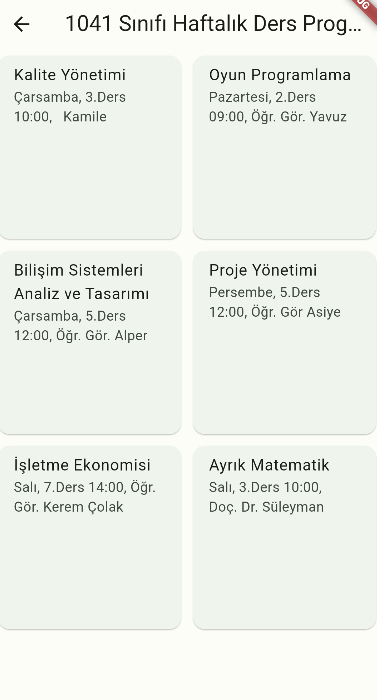 1041 Sınıfı Haftalık Ders Prog...
Kalite Yönetimi
Çarsamba, 3.Ders
10:00,   Kamile
Oyun Programlama
Pazartesi, 2.Ders
09:00, Öğr. Gör. Yavuz
Bilişim Sistemleri
Analiz ve Tasarımı
Çarsamba, 5.Ders
12:00, Öğr. Gör. Alper
Proje Yönetimi
Persembe, 5.Ders
12:00, Öğr. Gör Asiye
İşletme Ekonomisi
Salı, 7.Ders 14:00, Öğr.
Gör. Kerem Çolak
Ayrık Matematik
Salı, 3.Ders 10:00,
Doç. Dr. Süleyman